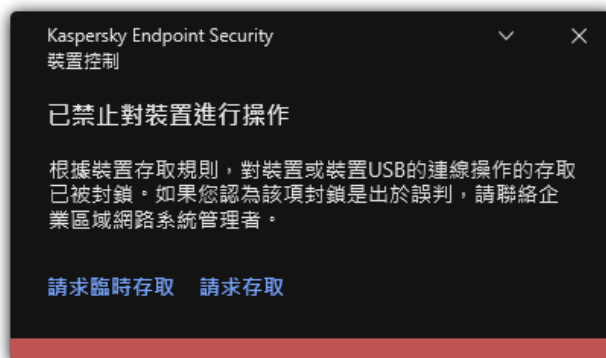 Kaspersky Endpoint Security
裝置控制
已禁止對裝置進行操作
根據裝置存取規則，對裝置或裝置USB的連線操作的存取
已被封鎖。如果您認為該項封鎖是出於誤判，請聯絡企
業區域網路系統管理者。
請求臨時存取 請求存取